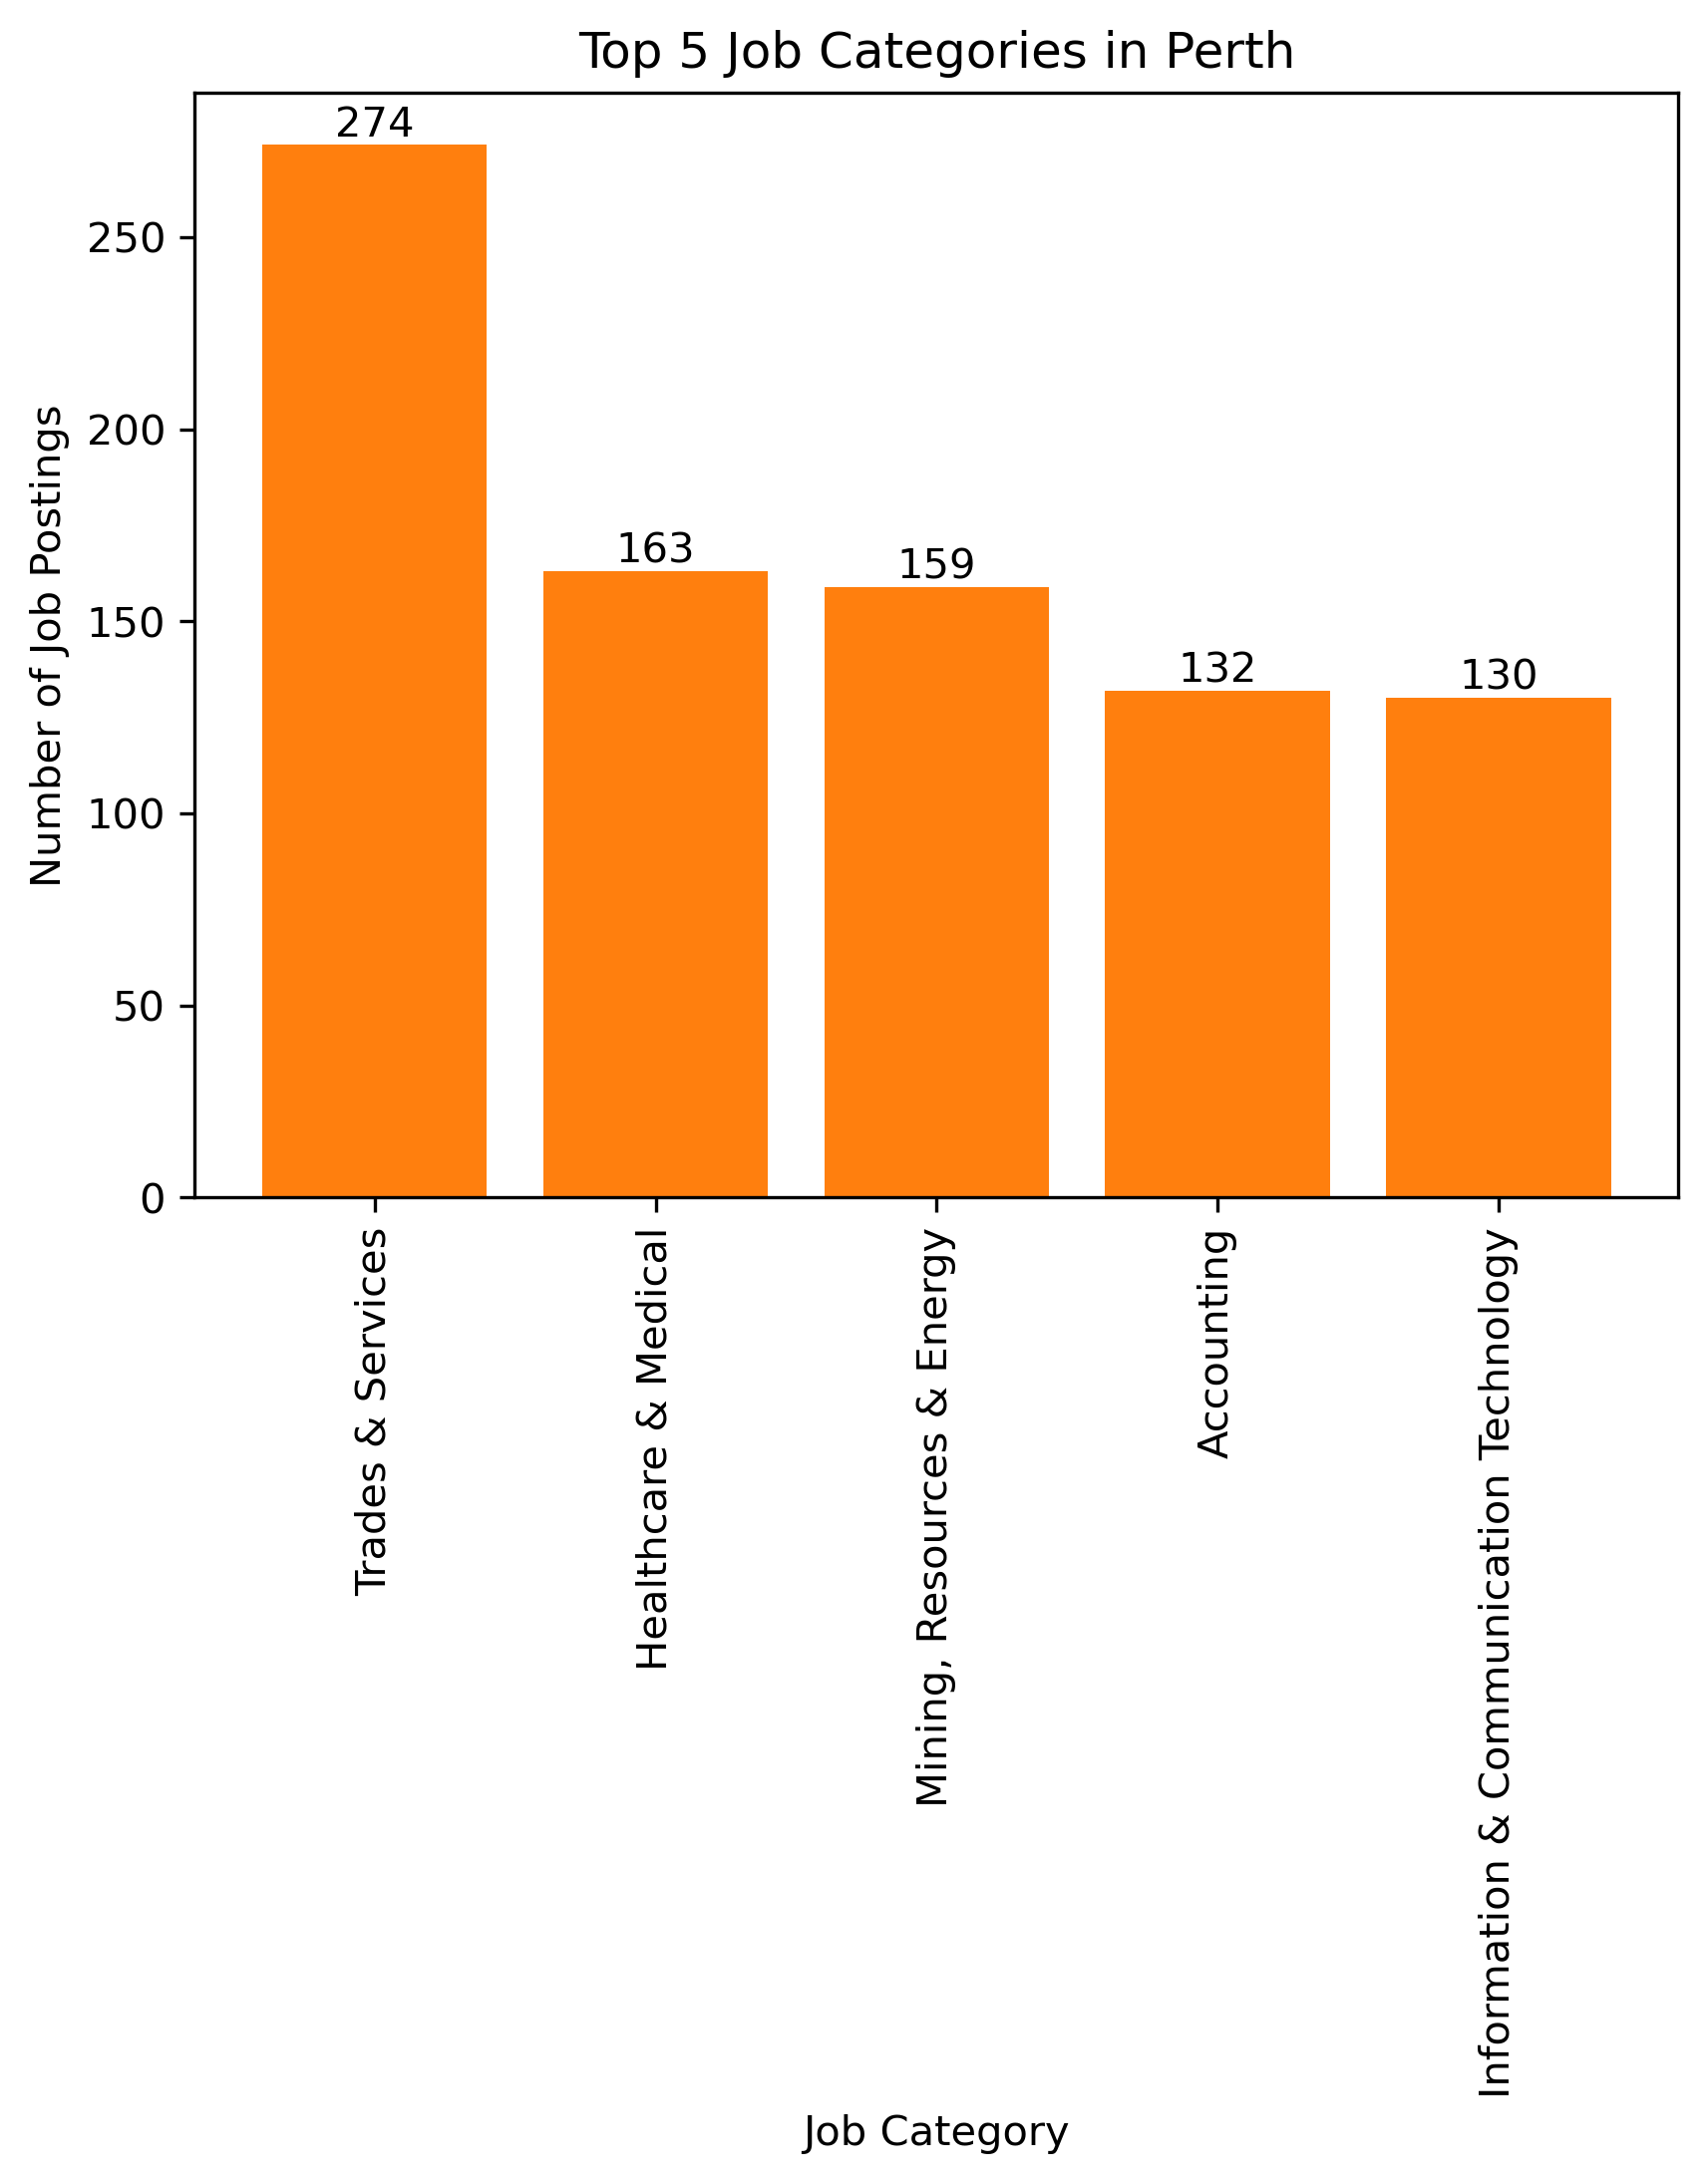 Top 5 Job Categories in Perth
274
163
159
132
130
250
200
150
100
50
0
Number of Job Postings
Trades & Services
Healthcare & Medical
Mining, Resources & Energy
Accounting
Information & Communication Technology
Job Category